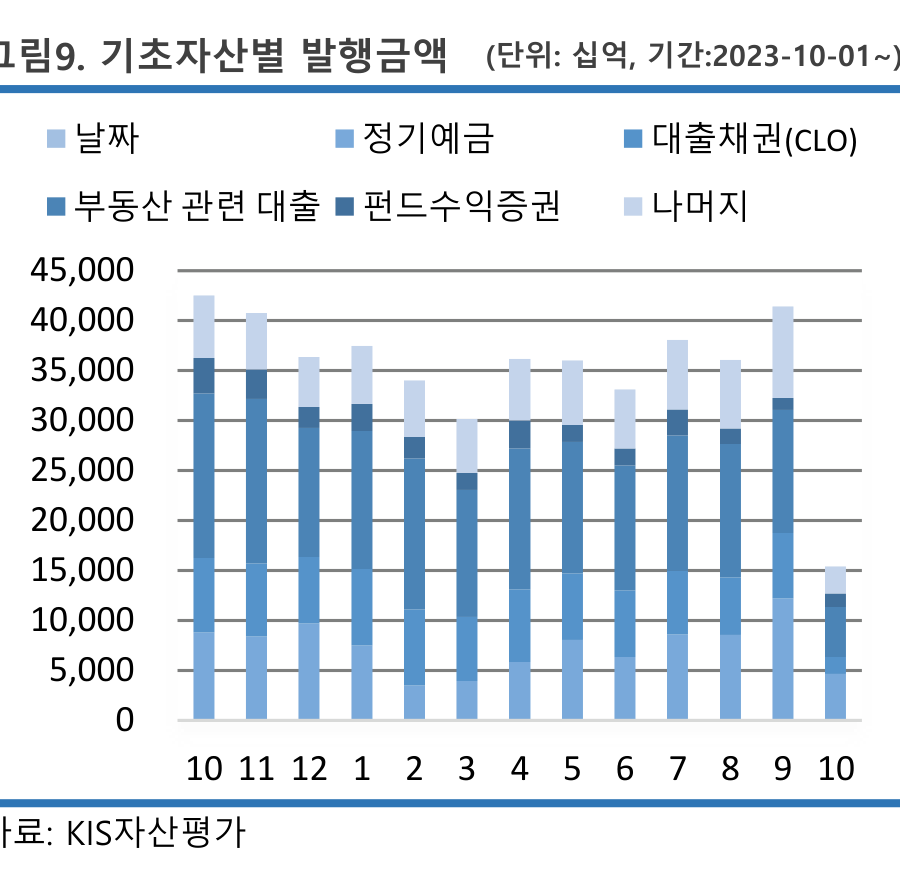 그림9. 기초자산별 발행금액 (단위: 십억, 기간:2023-10-01~)
날짜 정기예금 대출채권(CLO)
부동산 관련 대출 펀드수익증권 나머지
45,000
40,000
35,000
30,000
25,000
20,000
15,000
10,000
5,000
0
10 11 12 1 2 3 4 5 6 7 8 9 10
자료: KIS자산평가